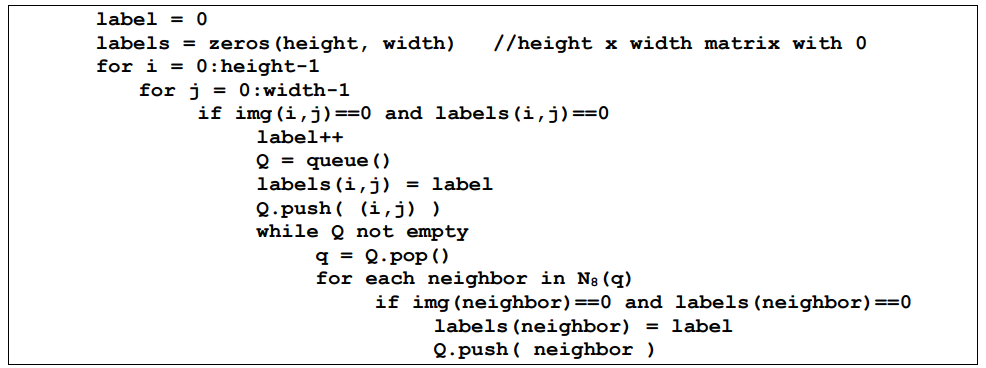 label = 0
labels = zeros(height, width)   //height x width matrix with 0
for i = 0:height-1
for j = 0:width-1
if img(i,j)==0 and labels(i,j)==0
label++
Q = queue()
labels(i,j) = label
Q.push( (i,j) )
while Q not empty
q = Q.pop()
for each neighbor in N₈(q)
if img(neighbor)==0 and labels(neighbor)==0
labels(neighbor) = label
Q.push( neighbor )